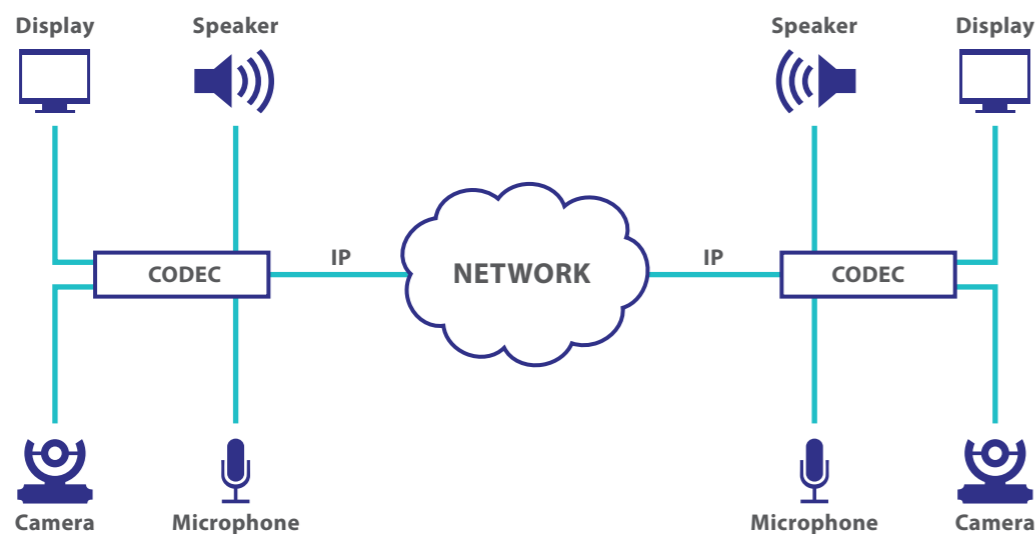 Display
Speaker
Speaker
Display
CODEC
IP
NETWORK
IP
CODEC
Camera
Microphone
Microphone
Camera